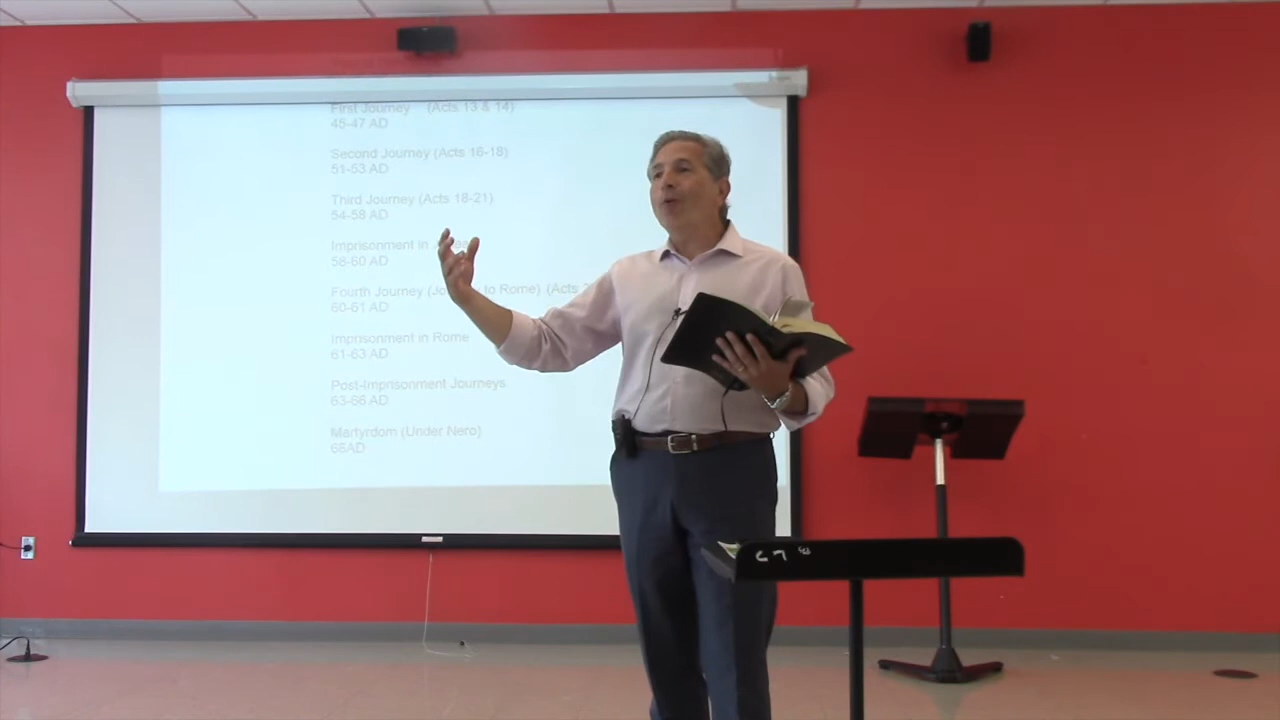 First Journey (Acts 13 & 14)
45-47 AD
Second Journey (Acts 16-18)
51-53 AD
Third Journey (Acts 18-21)
54-58 AD
Imprisonment in
58-60 AD
Fourth Journey to Rome) (Acts
60-61 AD
Imprisonment in Rome
61-63 AD
Post-Imprisonment Journeys
63-66 AD
Martyrdom (Under Nero)
66AD